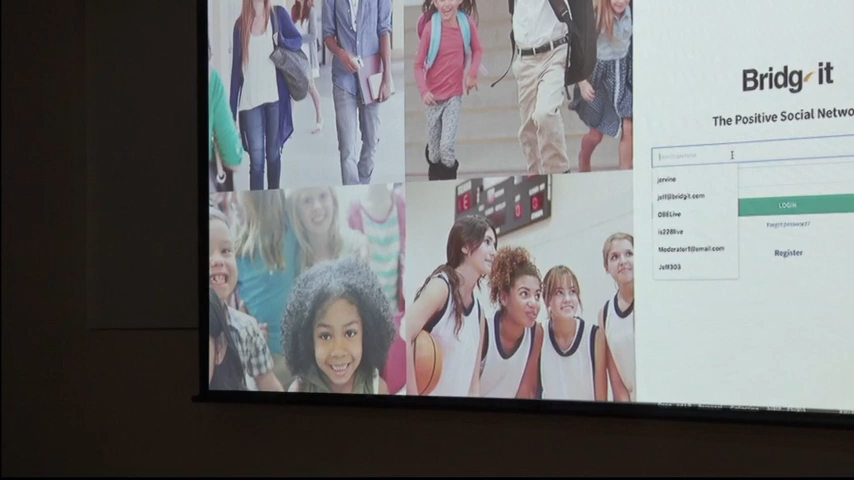 Bridg-it
The Positive Social Netwo
jervine
jeff@bridgit.com
OBELive
is228live
Moderator1@email.com
Jeff303
LOGIN
Forgot password?
Register